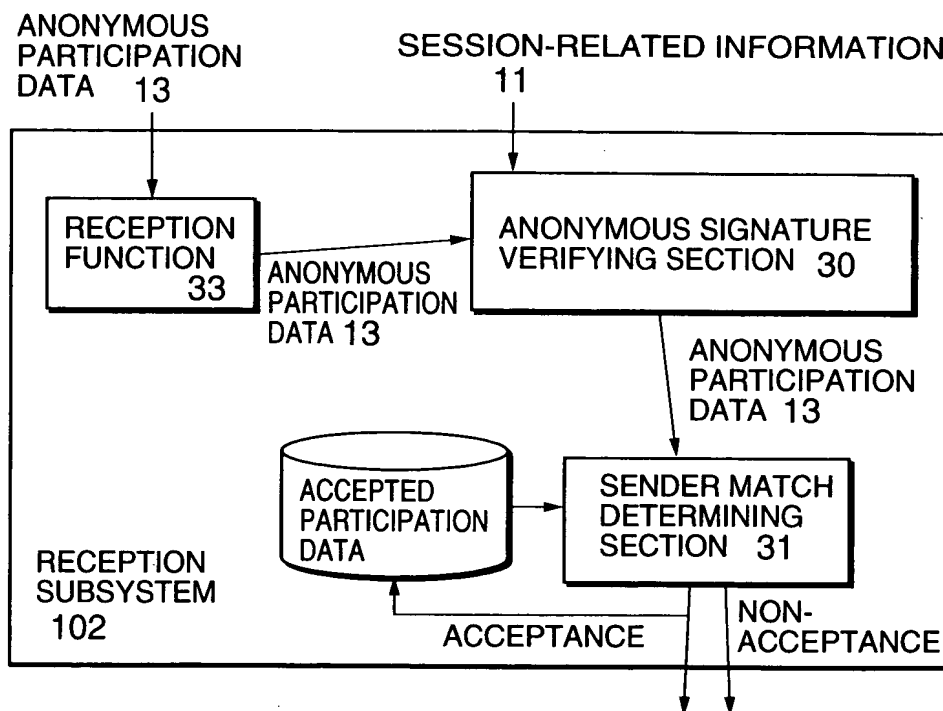 ANONYMOUS
PARTICIPATION
DATA 13
SESSION-RELATED INFORMATION
11
RECEPTION
FUNCTION
33
ANONYMOUS
PARTICIPATION
DATA 13
ANONYMOUS SIGNATURE
VERIFYING SECTION 30
ANONYMOUS
PARTICIPATION
DATA 13
ACCEPTED
PARTICIPATION
DATA
SENDER MATCH
DETERMINING
SECTION 31
RECEPTION
SUBSYSTEM
102
ACCEPTANCE
NON-
ACCEPTANCE